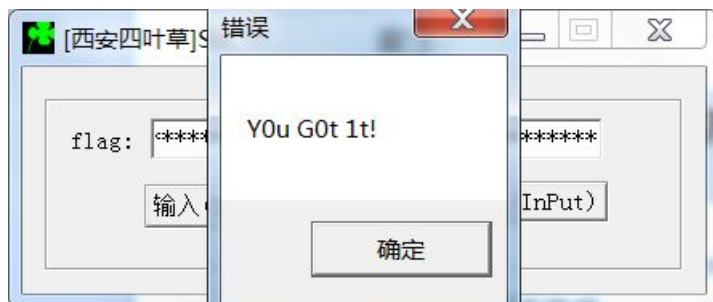 [西安四叶草]S
错误
Y0u G0t 1t!
flag: ****** ******
输入 InPut)
确定